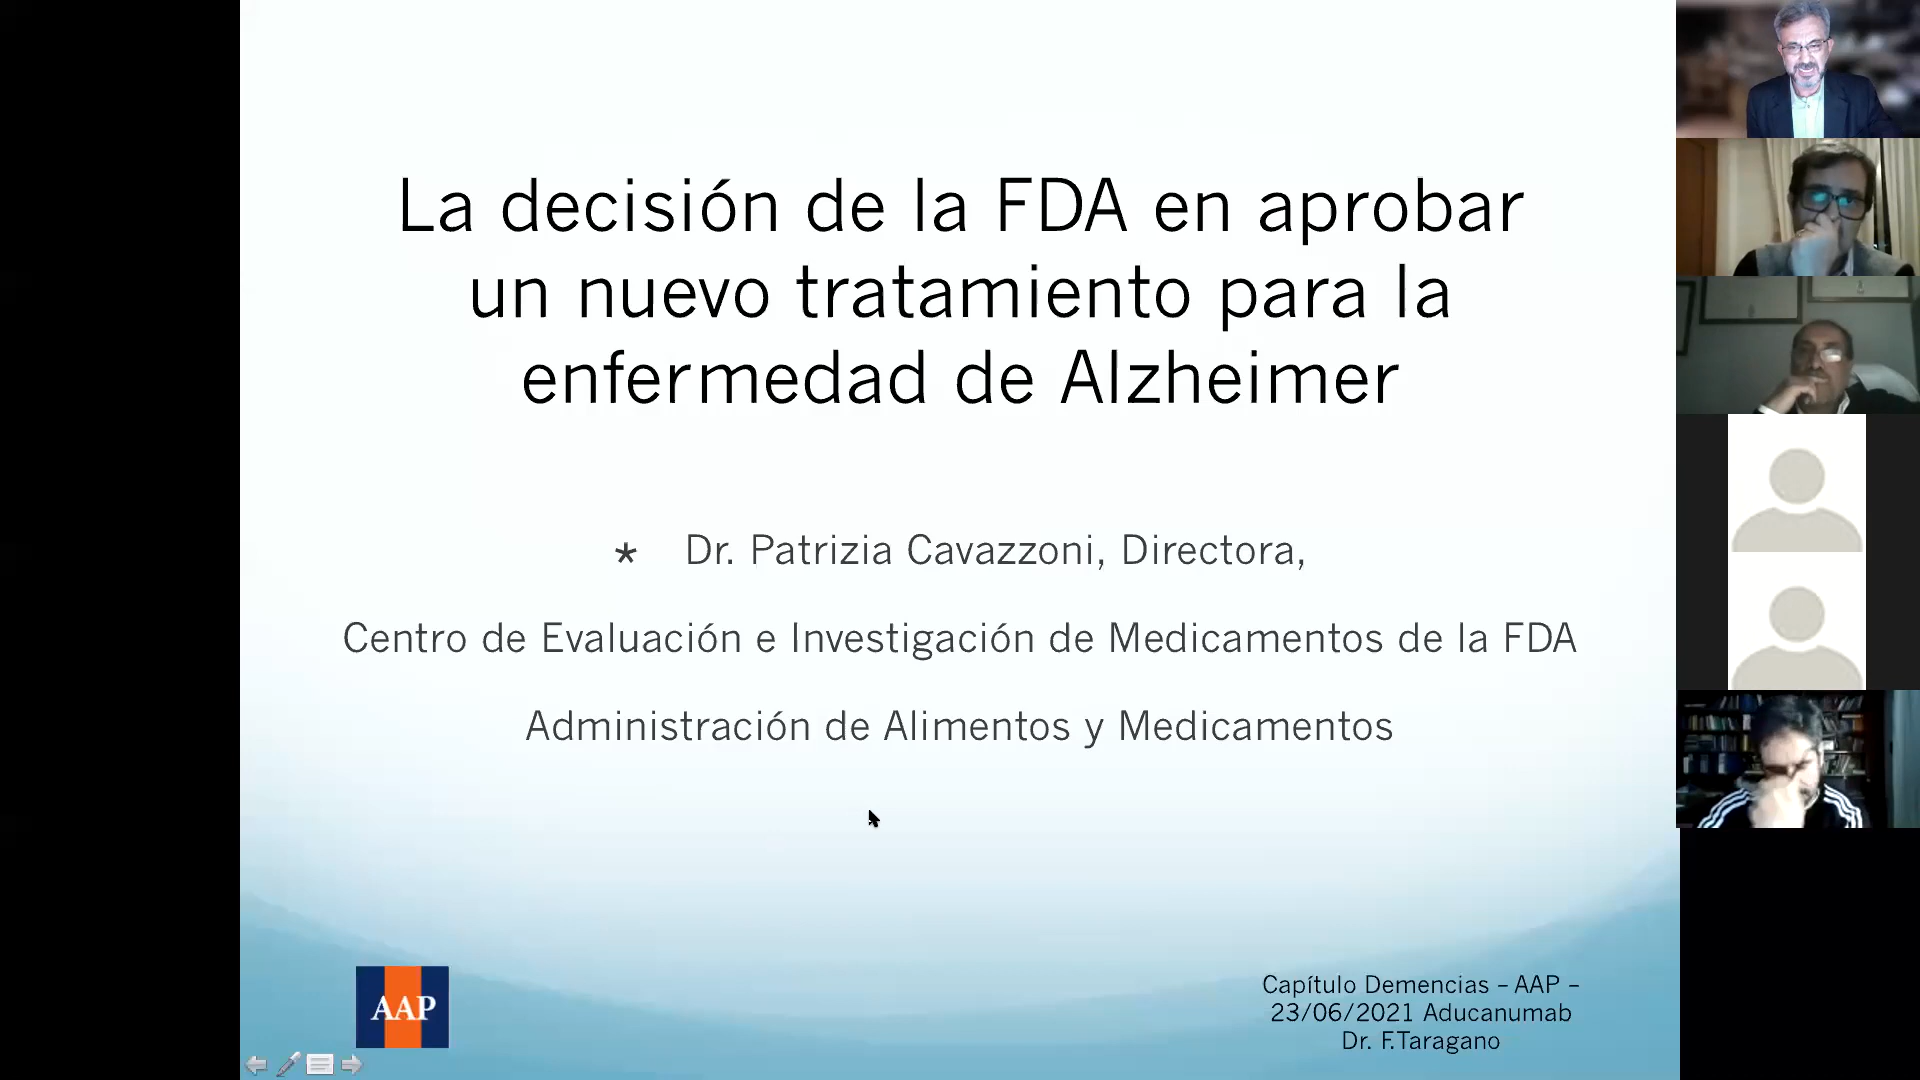 La decisión de la FDA en aprobar
un nuevo tratamiento para la
enfermedad de Alzheimer
* Dr. Patrizia Cavazzoni, Directora,
Centro de Evaluación e Investigación de Medicamentos de la FDA
Administración de Alimentos y Medicamentos
AAP
Capítulo Demencias – AAP –
23/06/2021 Aducanumab
Dr. F.Taragano